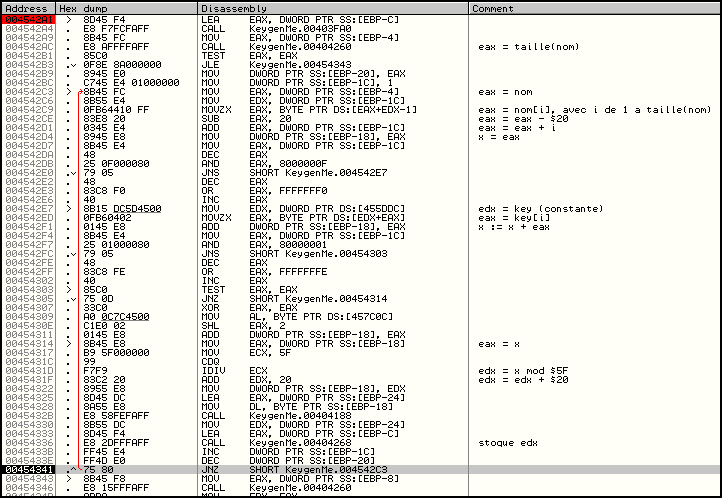 Address Hex dump Disassembly Comment
004542A1 > 8D45 F4 LEA EAX, DWORD PTR SS:[EBP-C]
004542A4 . E8 F7FCFAFF CALL KeygenMe.00403FA0
004542A9 . 8B45 FC MOV EAX, DWORD PTR SS:[EBP-4]
004542AC . E8 AFFFFAFF CALL KeygenMe.00404260 eax = taille(nom)
004542B1 . 85C0 TEST EAX, EAX
004542B3 . 0F8E 8A000000 JLE KeygenMe.00454343
004542B9 . 8945 E0 MOV DWORD PTR SS:[EBP-20], EAX
004542BC . C745 E4 01000000 MOV DWORD PTR SS:[EBP-1C], 1
004542C3 > 8B45 FC MOV EAX, DWORD PTR SS:[EBP-4] eax = nom
004542C6 . 8B55 E4 MOV EDX, DWORD PTR SS:[EBP-1C]
004542C9 . 0FB64410 FF MOVZX EAX, BYTE PTR DS:[EAX+EDX-1] eax = nom[i], avec i de 1 a taille(nom)
004542CE . 83E8 20 SUB EAX, 20 eax = eax - $20
004542D1 . 0345 E4 ADD EAX, DWORD PTR SS:[EBP-1C] eax = eax + i
004542D4 . 8945 E8 MOV DWORD PTR SS:[EBP-18], EAX x = eax
004542D7 . 8B45 E4 MOV EAX, DWORD PTR SS:[EBP-1C]
004542DA . 48 DEC EAX
004542DB . 25 0F000080 AND EAX, 8000000F
004542E0 . 79 05 JNS SHORT KeygenMe.004542E7
004542E2 . 48 DEC EAX
004542E3 . 83C8 F0 OR EAX, FFFFFFF0
004542E6 . 40 INC EAX
004542E7 > 8B15 DC5D4500 MOV EDX, DWORD PTR DS:[455DDC] edx = key (constante)
004542ED . 0FB60402 MOVZX EAX, BYTE PTR DS:[EDX+EAX] eax = key[i]
004542F1 . 0145 E8 ADD DWORD PTR SS:[EBP-18], EAX x := x + eax
004542F4 . 8B45 E4 MOV EAX, DWORD PTR SS:[EBP-1C]
004542F7 . 25 01000080 AND EAX, 80000001
004542FC . 79 05 JNS SHORT KeygenMe.00454303
004542FE . 48 DEC EAX
004542FF . 83C8 FE OR EAX, FFFFFFFE
00454302 . 40 INC EAX
00454303 > 85C0 TEST EAX, EAX
00454305 . 75 0D JNZ SHORT KeygenMe.00454314
00454307 . 33C0 XOR EAX, EAX
00454309 . A0 0C7C4500 MOV AL, BYTE PTR DS:[457C0C]
0045430E . C1E0 02 SHL EAX, 2
00454311 . 0145 E8 ADD DWORD PTR SS:[EBP-18], EAX
00454314 > 8B45 E8 MOV EAX, DWORD PTR SS:[EBP-18] eax = x
00454317 . B9 5F000000 MOV ECX, 5F
0045431C . 99 CDQ
0045431D . F7F9 IDIV ECX edx = x mod $5F
0045431F . 83C2 20 ADD EDX, 20 edx = edx + $20
00454322 . 8955 E8 MOV DWORD PTR SS:[EBP-18], EDX
00454325 . 8D45 DC LEA EAX, DWORD PTR SS:[EBP-24]
00454328 . 8A55 E8 MOV DL, BYTE PTR SS:[EBP-18]
0045432B . E8 58FEFAFF CALL KeygenMe.00404188
00454330 . 8B55 DC MOV EDX, DWORD PTR SS:[EBP-24]
00454333 . 8D45 F4 LEA EAX, DWORD PTR SS:[EBP-C]
00454336 . E8 2DFFFAFF CALL KeygenMe.00404268 stoque edx
0045433B . FF45 E4 INC DWORD PTR SS:[EBP-1C]
0045433E . FF4D E0 DEC DWORD PTR SS:[EBP-20]
00454341 . 75 80 JNZ SHORT KeygenMe.004542C3
00454343 > 8B45 F8 MOV EAX, DWORD PTR SS:[EBP-8]
00454346 . E8 15FFFAFF CALL KeygenMe.00404260